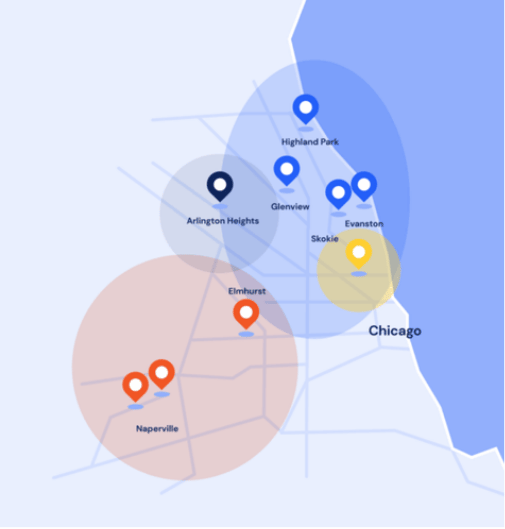 Highland Park
Glenview
Arlington Heights
Evanston
Skokie
Elmhurst
Chicago
Naperville